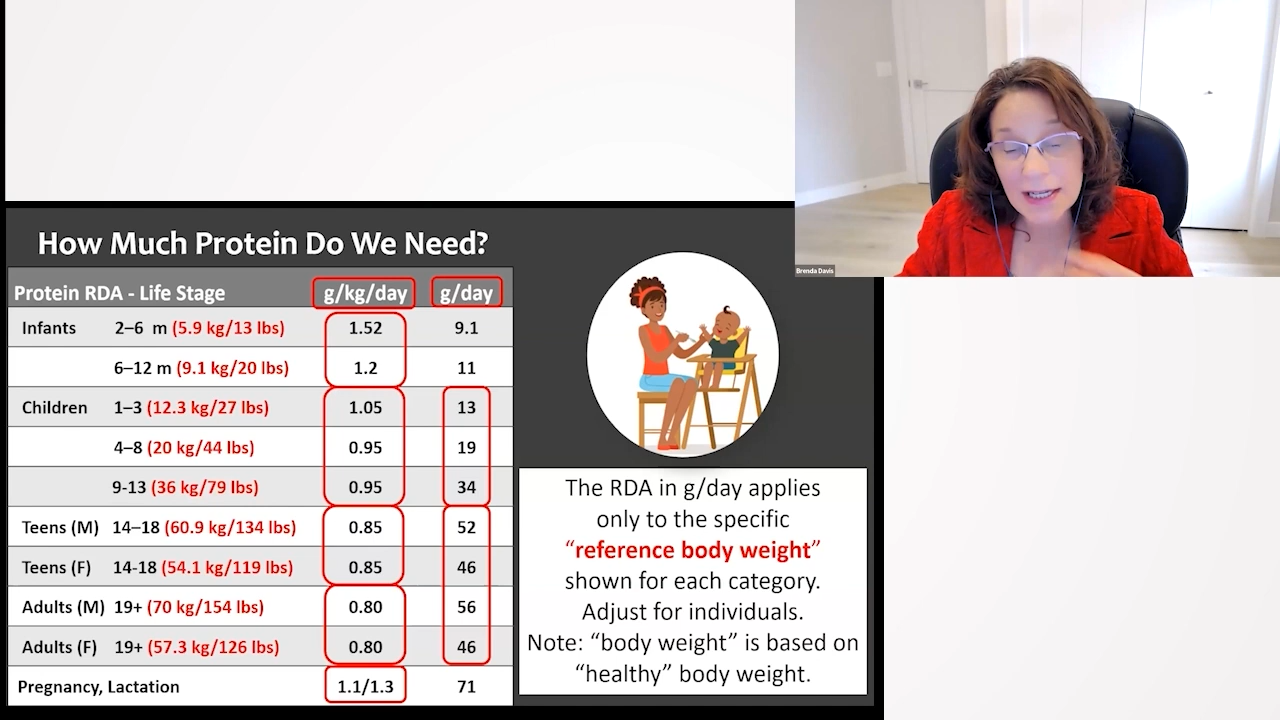 Brenda Davis
How Much Protein Do We Need?
Protein RDA - Life Stage g/kg/day g/day
Infants 2–6 m (5.9 kg/13 lbs) 1.52 9.1
6–12 m (9.1 kg/20 lbs) 1.2 11
Children 1–3 (12.3 kg/27 lbs) 1.05 13
4–8 (20 kg/44 lbs) 0.95 19
9-13 (36 kg/79 lbs) 0.95 34
Teens (M) 14–18 (60.9 kg/134 lbs) 0.85 52
Teens (F) 14-18 (54.1 kg/119 lbs) 0.85 46
Adults (M) 19+ (70 kg/154 lbs) 0.80 56
Adults (F) 19+ (57.3 kg/126 lbs) 0.80 46
Pregnancy, Lactation 1.1/1.3 71
The RDA in g/day applies
only to the specific
“reference body weight”
shown for each category.
Adjust for individuals.
Note: “body weight” is based on
“healthy” body weight.